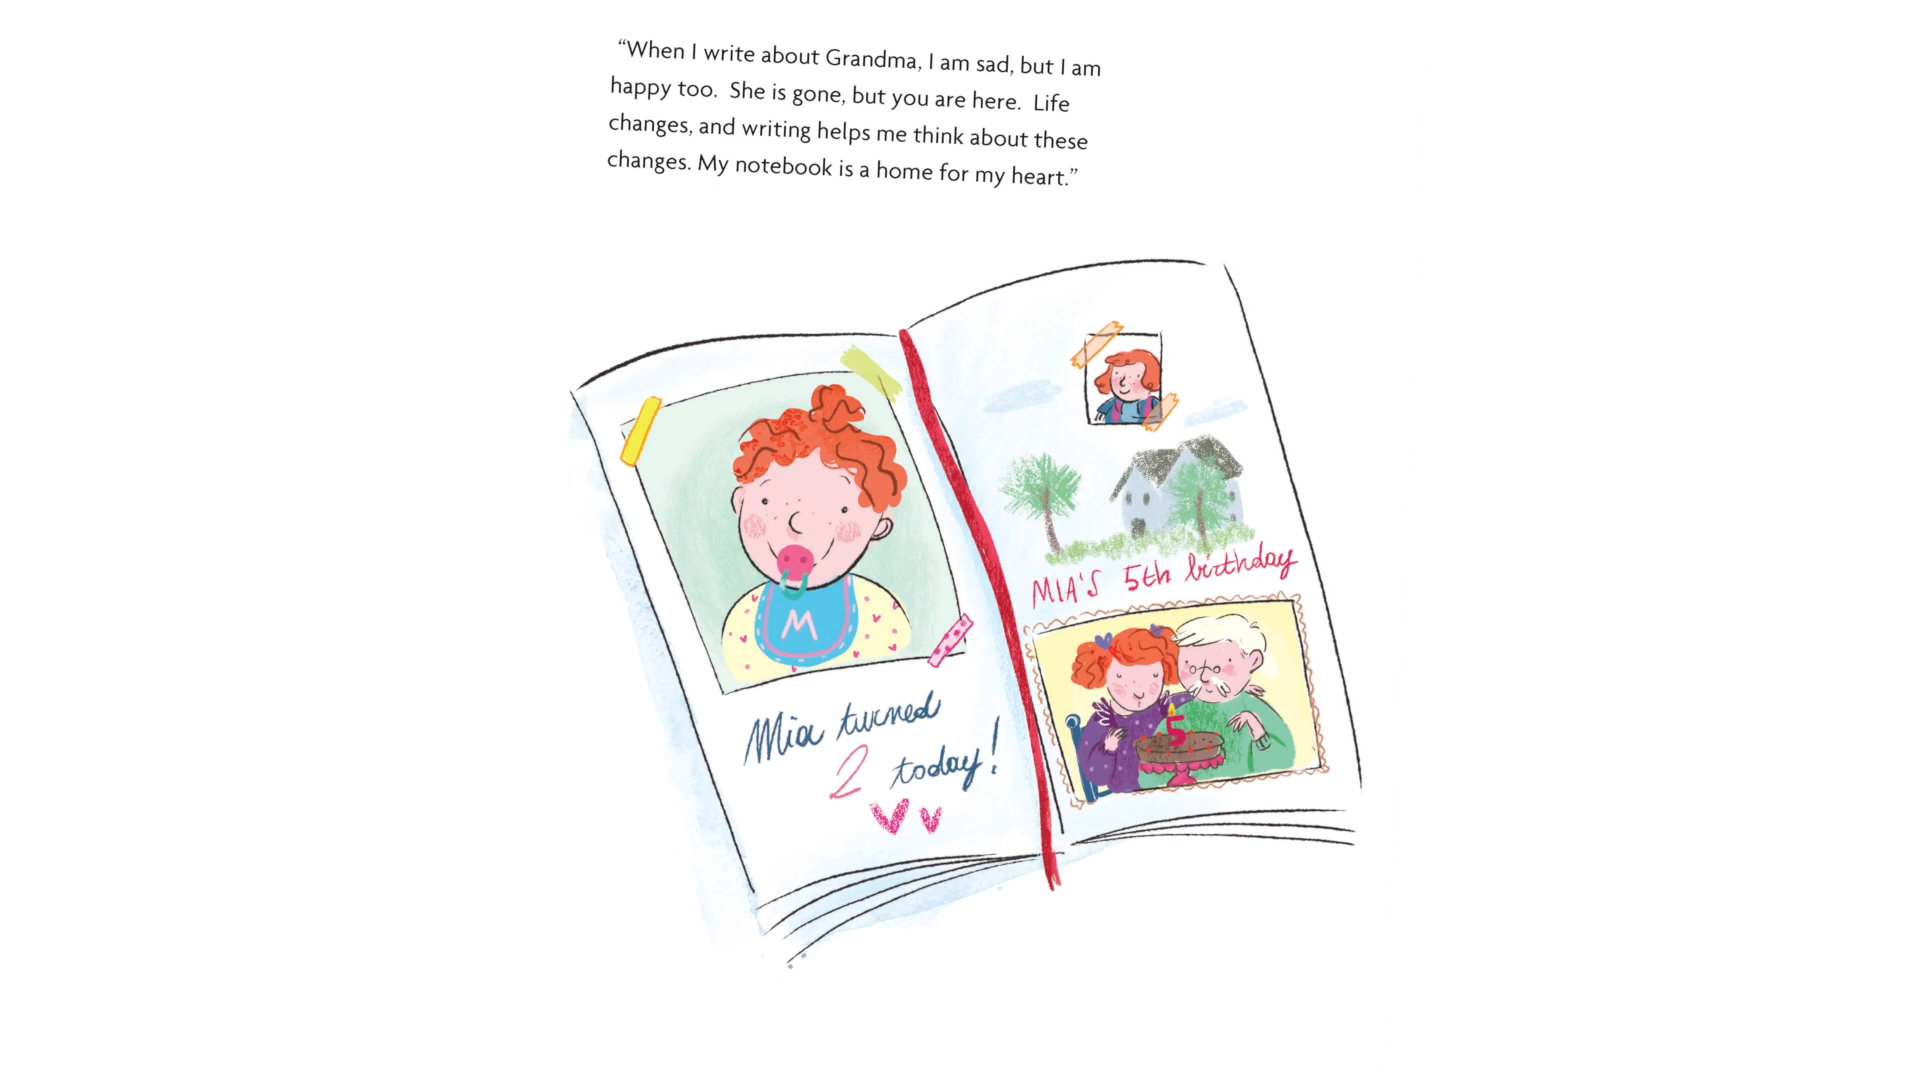 “When I write about Grandma, I am sad, but I am
happy too.  She is gone, but you are here.  Life
changes, and writing helps me think about these
changes. My notebook is a home for my heart.”
M
Mia turned
2 today!
MIA'S 5th birthday
5